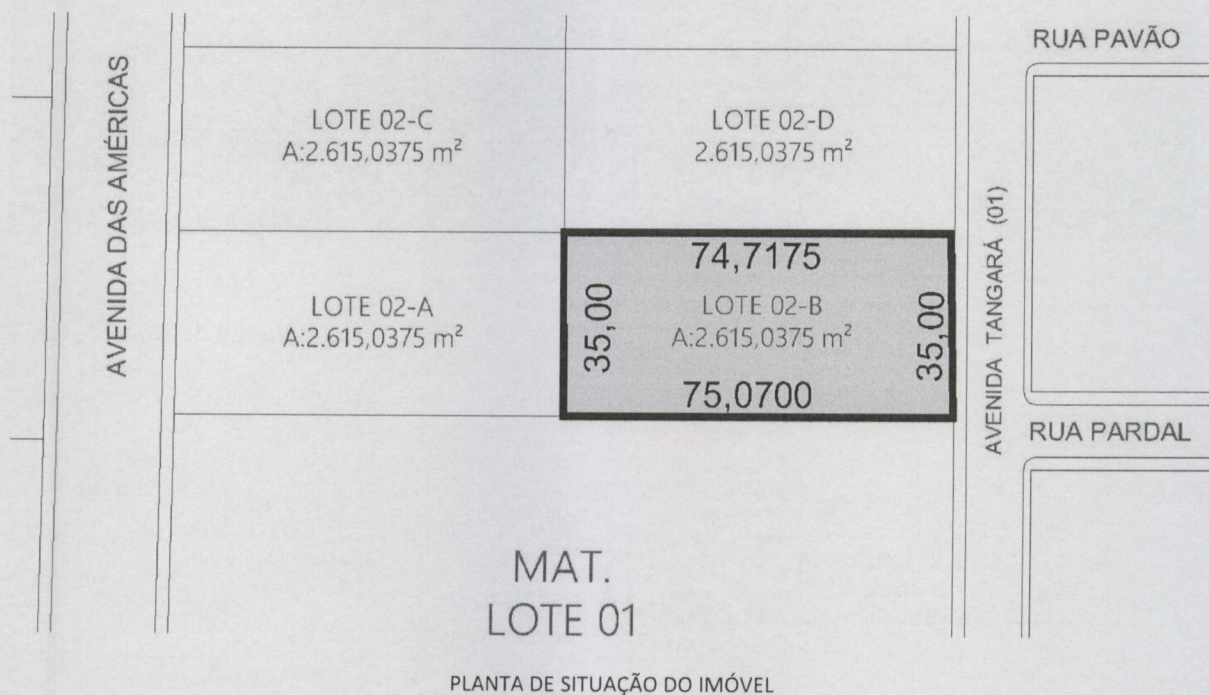 RUA PAVÃO
AVENIDA DAS AMÉRICAS
LOTE 02-C
A:2.615,0375 m²
LOTE 02-D
2.615,0375 m²
AVENIDA TANGARÁ (01)
74,7175
LOTE 02-A
A:2.615,0375 m²
35,00
LOTE 02-B
A:2.615,0375 m²
35,00
75,0700
RUA PARDAL
MAT.
LOTE 01
PLANTA DE SITUAÇÃO DO IMÓVEL